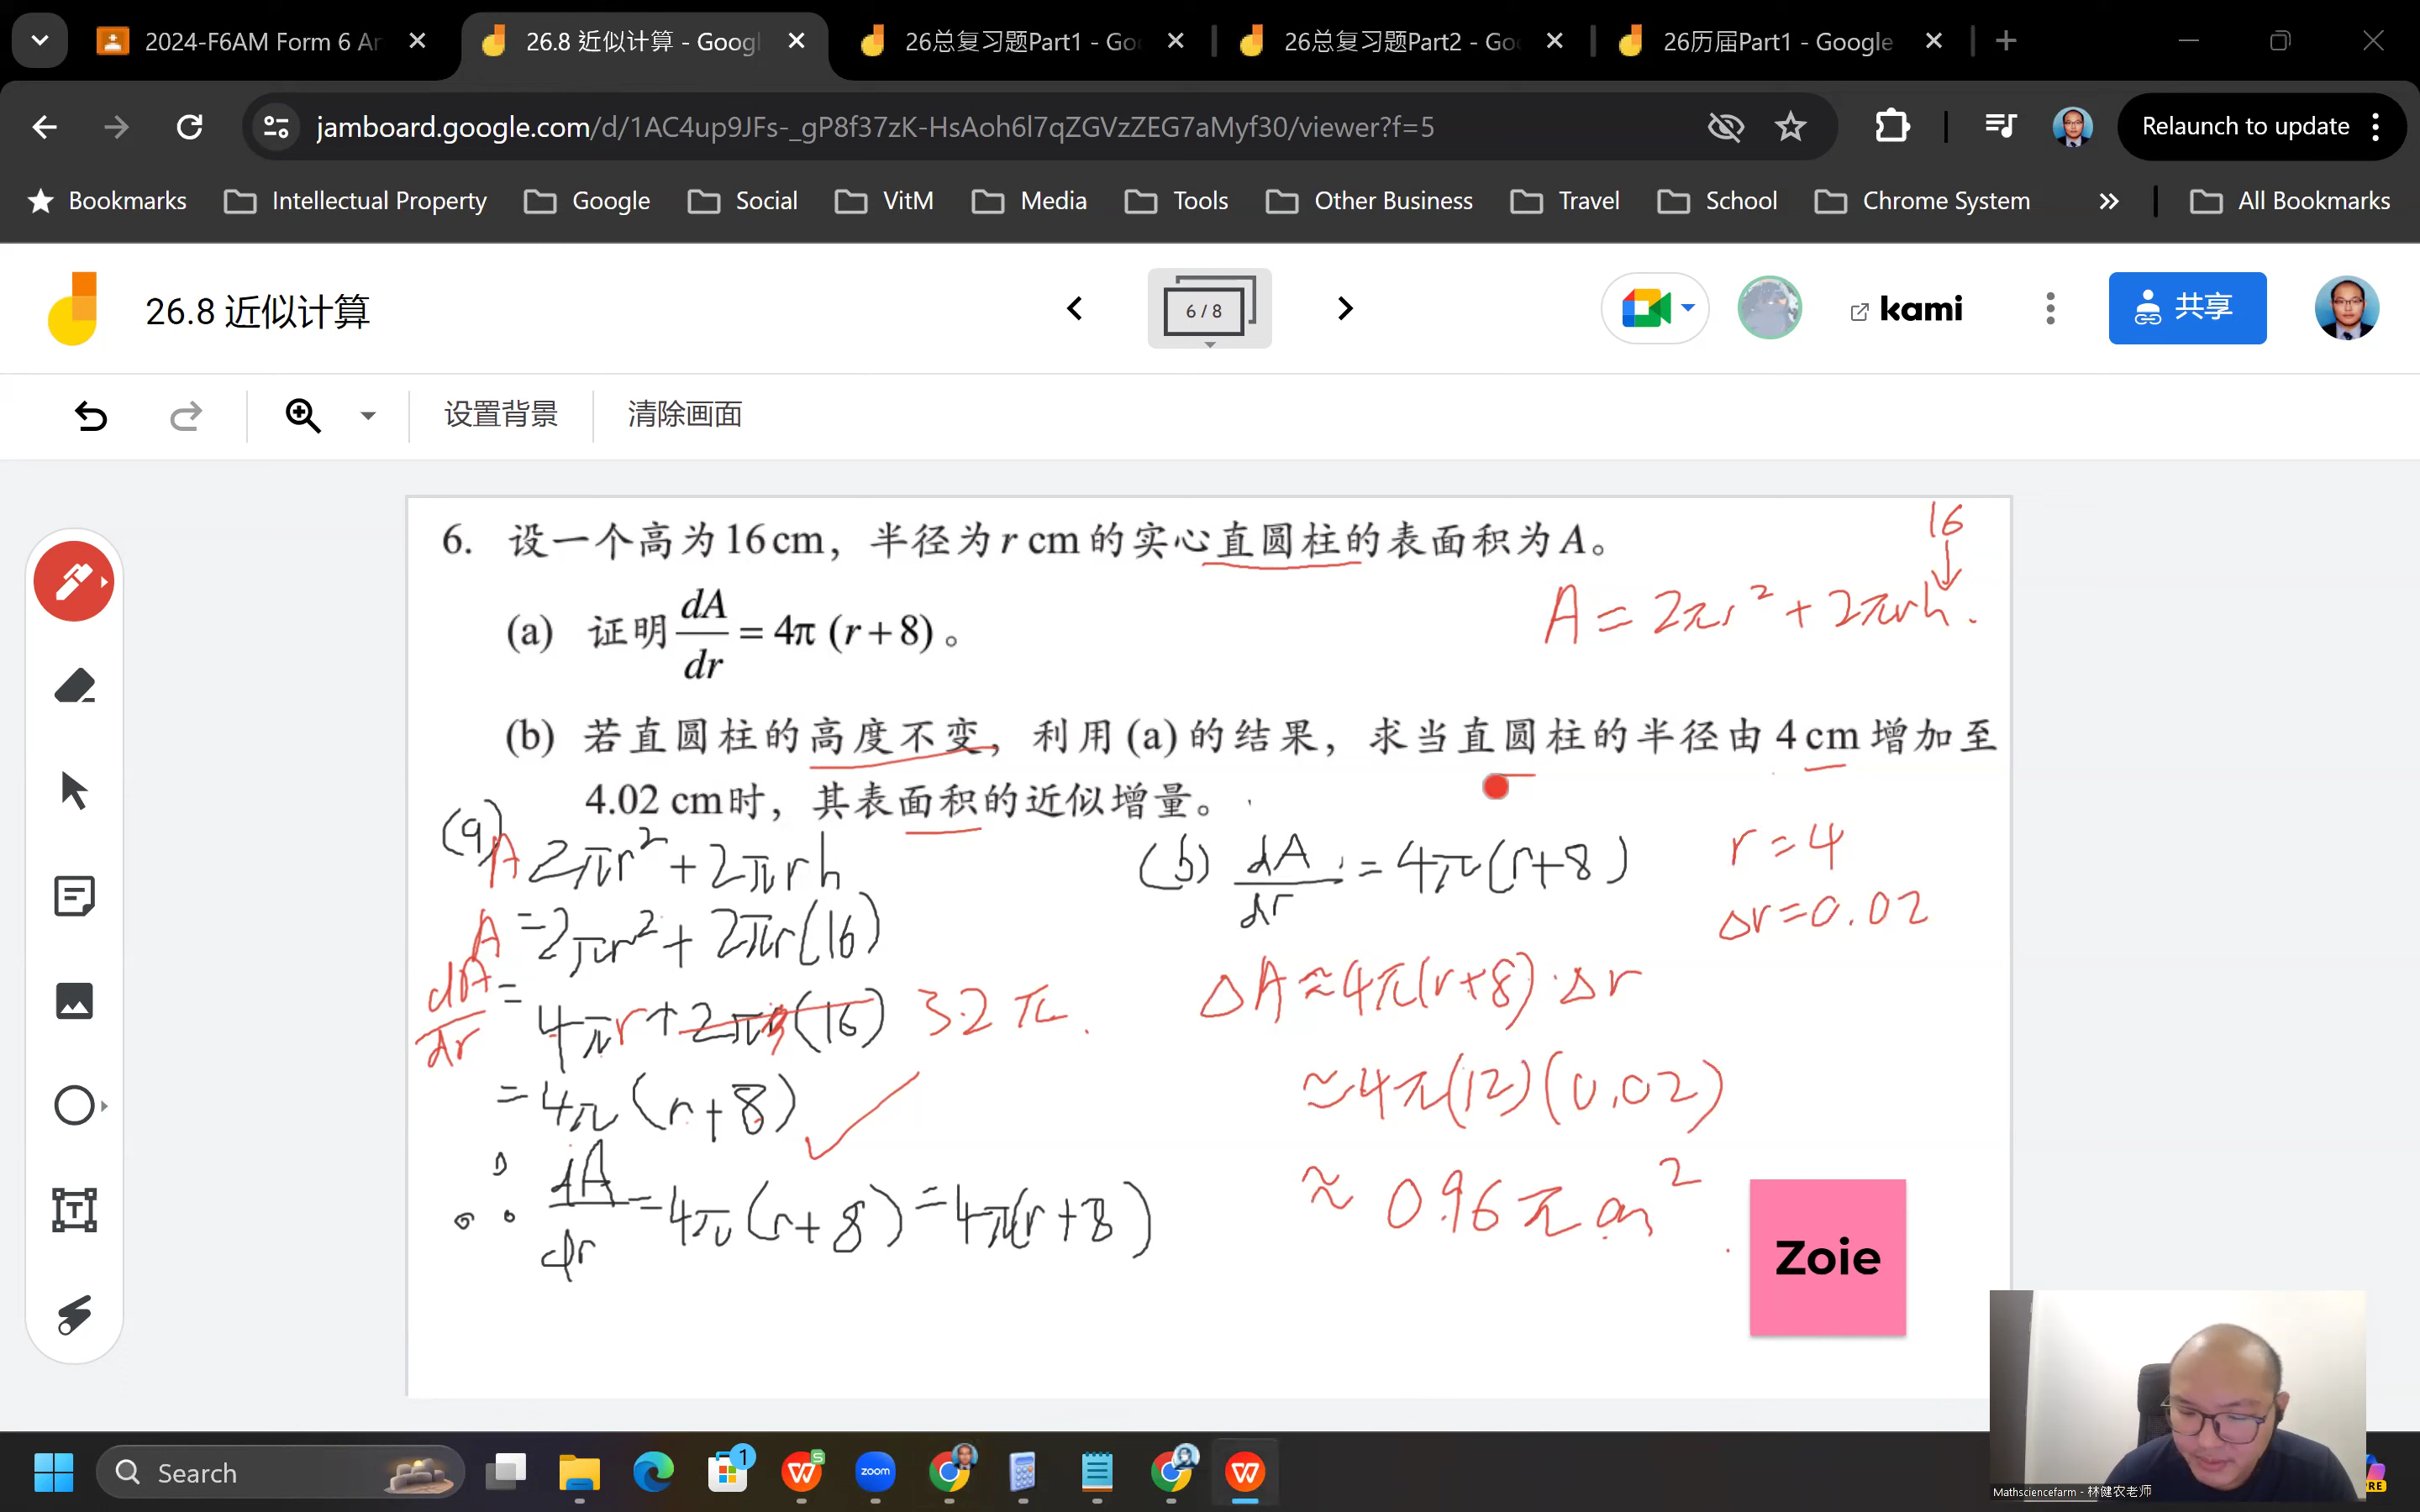 2024-F6AM Form 6 Ar
26.8 近似计算 - Googl
26总复习题Part1 - Go
26总复习题Part2 - Go
26历届Part1 - Google
jamboard.google.com/d/1AC4up9JFs-_gP8f37zK-HsAoh6l7qZGVzZEG7aMyf30/viewer?f=5
Relaunch to update
Bookmarks
Intellectual Property
Google
Social
VitM
Media
Tools
Other Business
Travel
School
Chrome System
All Bookmarks
26.8 近似计算
6 / 8
kami
共享
设置背景
清除画面
16
6. 设一个高为16 cm，半径为 r cm 的实心直圆柱的表面积为 A。
A = 2πr² + 2πrh.
(a) 证明 dA/dr = 4π (r+8) 。
(b) 若直圆柱的高度不变，利用 (a) 的结果，求当直圆柱的半径由 4 cm 增加至
4.02 cm时，其表面积的近似增量。
(a) A 2πr² + 2πrh
A = 2πr² + 2πr(16)
dA/dr = 4πr + 2π(16) 32π.
= 4π(r+8)
∴ dA/dr = 4π(r+8) = 4π(r+8)
(b) dA/dr = 4π(r+8)
r = 4
Δr = 0.02
ΔA ≈ 4π(r+8)·Δr
≈ 4π(12)(0.02)
≈ 0.96π cm²
Zoie
Mathsciencefarm - 林健农老师
Search
1
zoom
PRE